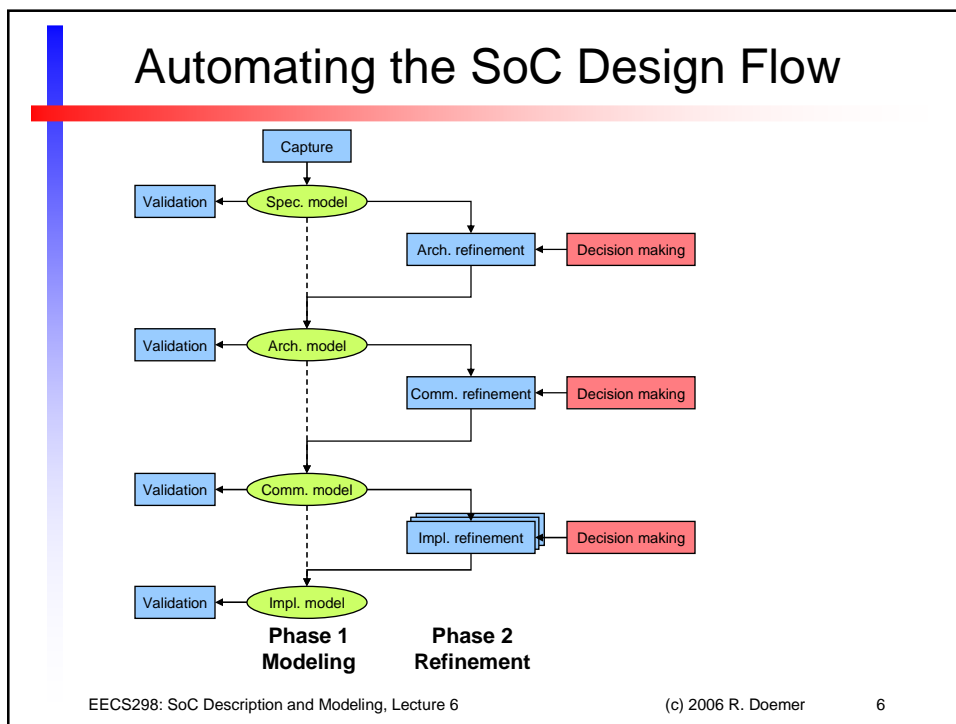 Automating the SoC Design Flow
Capture
Validation
Spec. model
Arch. refinement
Decision making
Validation
Arch. model
Comm. refinement
Decision making
Validation
Comm. model
Impl. refinement
Decision making
Validation
Impl. model
Phase 1
Modeling
Phase 2
Refinement
EECS298: SoC Description and Modeling, Lecture 6
(c) 2006 R. Doemer
6